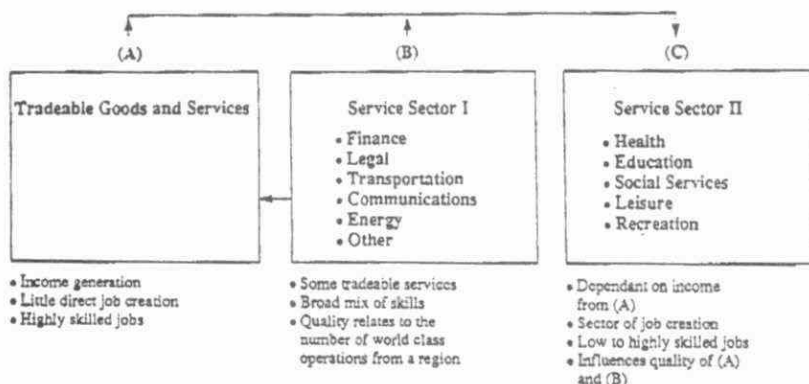 (A)
(B)
(C)
Tradeable Goods and Services
Service Sector I
• Finance
• Legal
• Transportation
• Communications
• Energy
• Other
Service Sector II
• Health
• Education
• Social Services
• Leisure
• Recreation
• Income generation
• Little direct job creation
• Highly skilled jobs
• Some tradeable services
• Broad mix of skills
• Quality relates to the
number of world class
operations from a region
• Dependant on income
from (A)
• Sector of job creation
• Low to highly skilled jobs
• Influences quality of (A)
and (B)